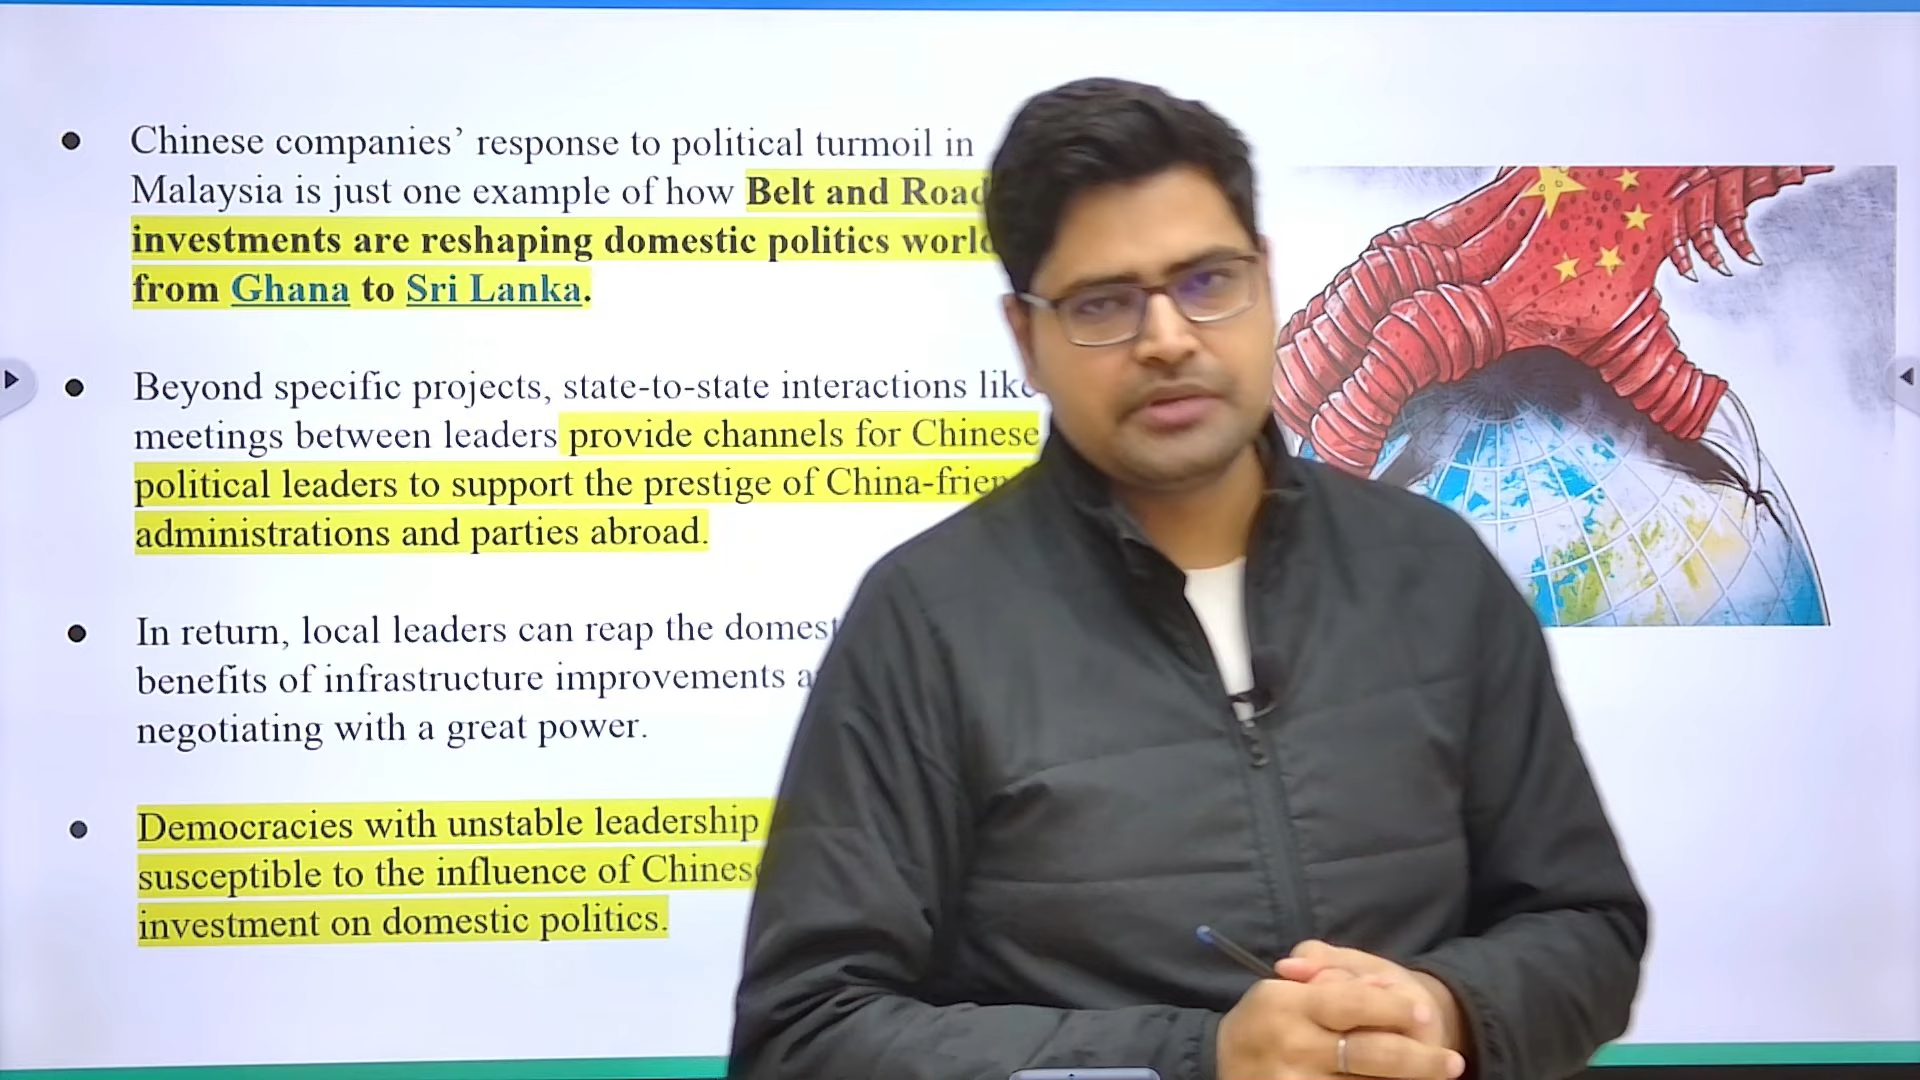 Chinese companies’ response to political turmoil in
Malaysia is just one example of how Belt and Road
investments are reshaping domestic politics
from Ghana to Sri Lanka.
Beyond specific projects, state-to-state interactions like
meetings between leaders provide channels for Chinese
political leaders to support the prestige of
administrations and parties abroad.
In return, local leaders can reap the
benefits of infrastructure improvements
negotiating with a great power.
Democracies with unstable leadership
susceptible to the influence of
investment on domestic politics.